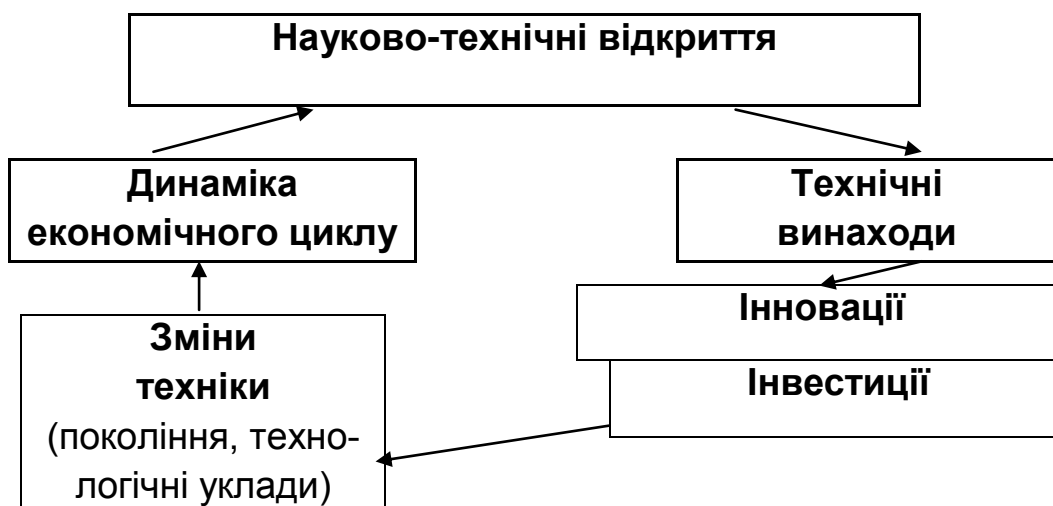 Науково-технічні відкриття
Динаміка
економічного циклу
Технічні
винаходи
Інновації
Інвестиції
Зміни
техніки
(покоління, техно-
логічні уклади)